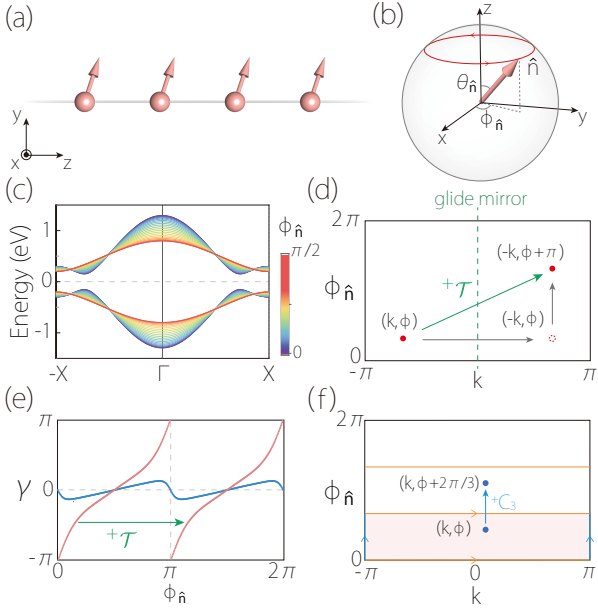 (a)
y
x
z
(b)
z
n̂
θn̂
ϕn̂
x
y
(c)
Energy (eV)
1
0
-1
-X
Γ
X
ϕn̂
π/2
0
(d)
glide mirror
2π
ϕn̂
0
(-k,ϕ+π)
+𝒯
(k,ϕ)
(-k,ϕ)
-π
k
π
(e)
π
γ
0
-π
+𝒯
0
π
2π
ϕn̂
(f)
2π
ϕn̂
0
(k,ϕ+2π/3)
+C₃
(k,ϕ)
-π
0
π
k